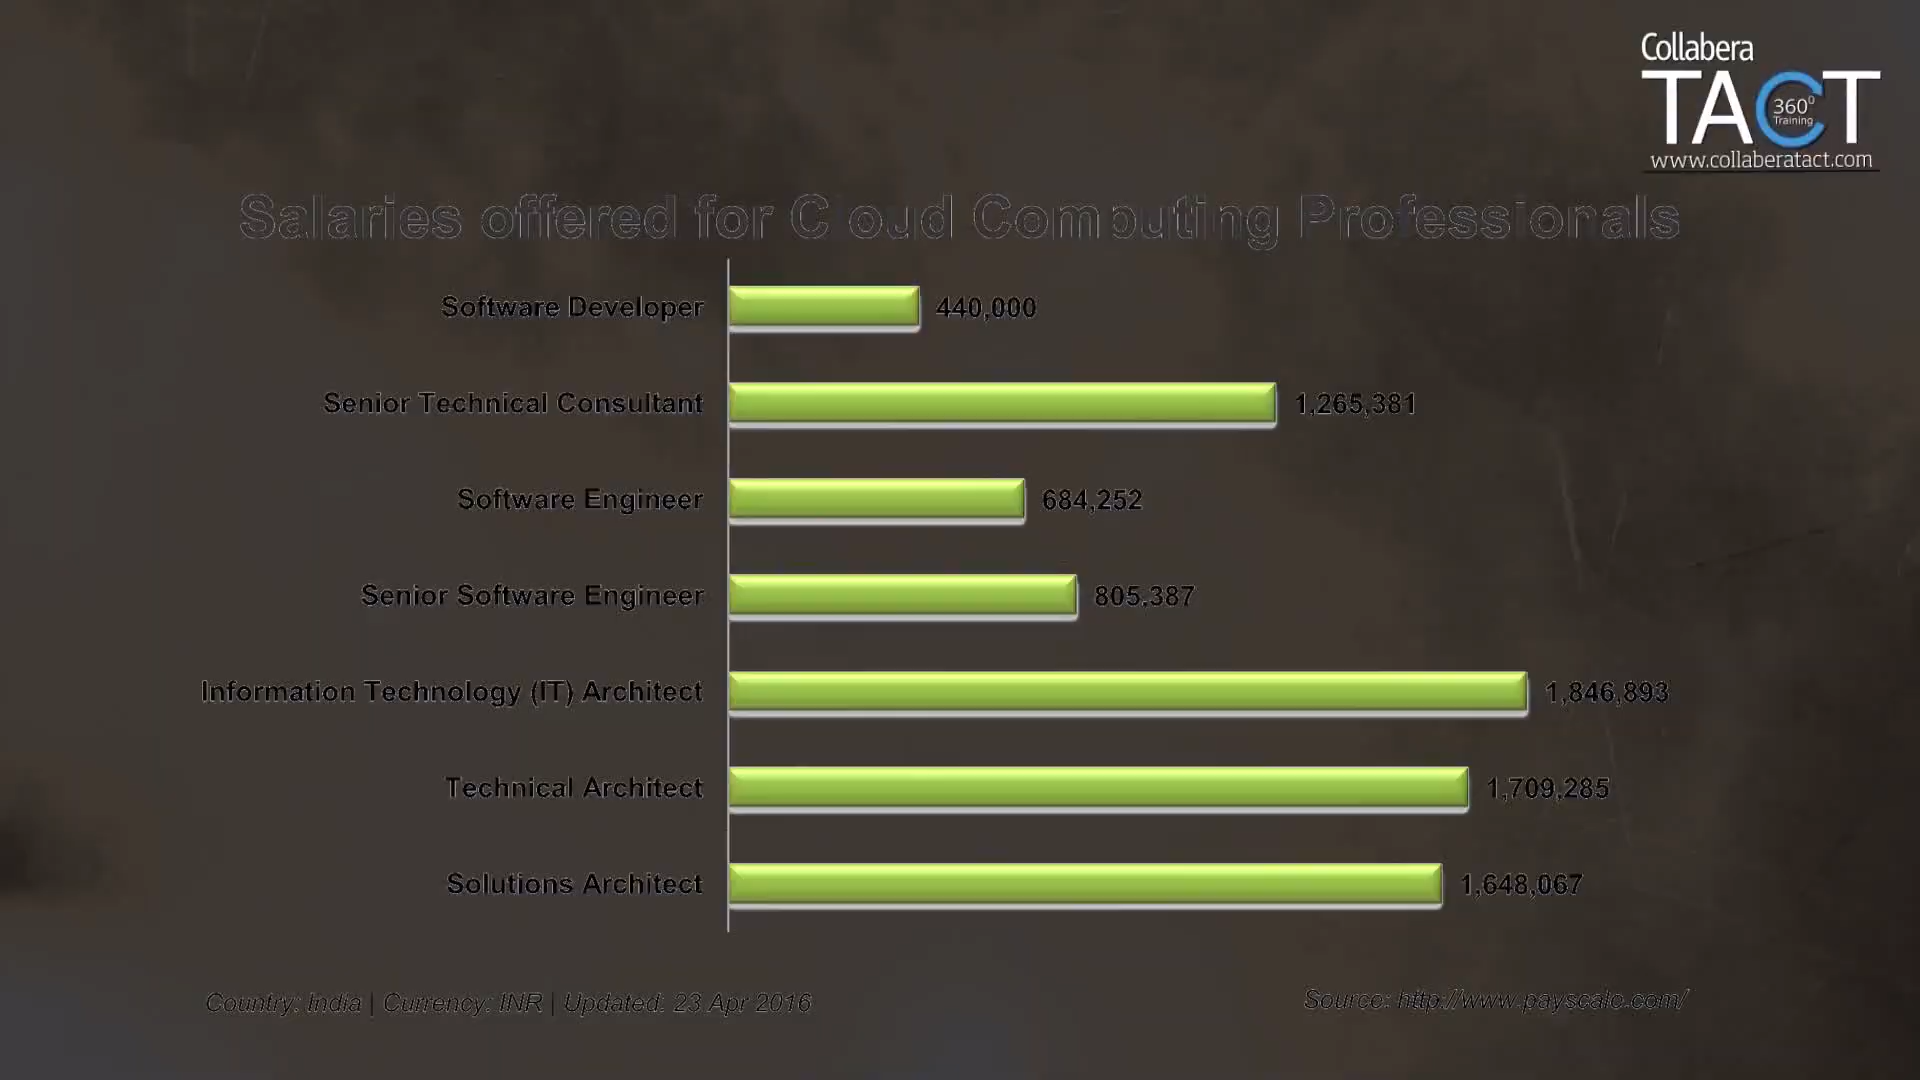 Collabera
TACT
360⁰
Training
www.collaberatact.com
Salaries offered for Cloud Computing Professionals
Software Developer 440,000
Senior Technical Consultant 1,265,381
Software Engineer 684,252
Senior Software Engineer 805,387
Information Technology (IT) Architect 1,846,893
Technical Architect 1,709,285
Solutions Architect 1,648,067
Country: India | Currency: INR | Updated: 23 Apr 2016
Source: http://www.payscale.com/